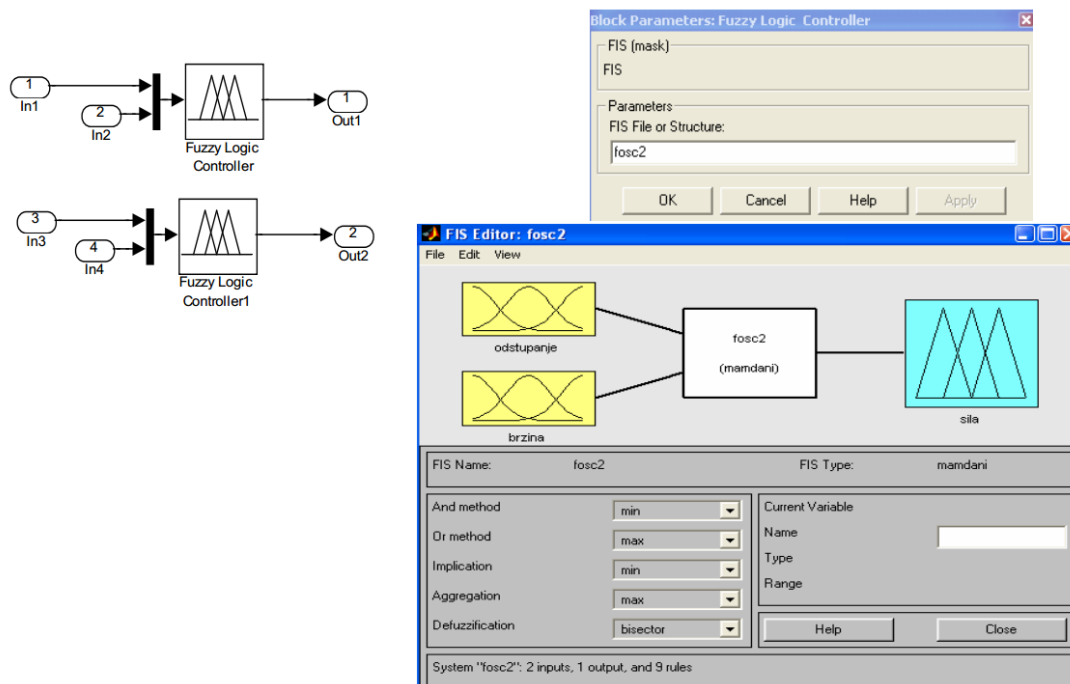 1
In1
2
In2
Fuzzy Logic
Controller
1
Out1
3
In3
4
In4
Fuzzy Logic
Controller1
2
Out2
Block Parameters: Fuzzy Logic Controller
FIS (mask)
FIS
Parameters
FIS File or Structure:
fosc2
OK Cancel Help Apply
FIS Editor: fosc2
File Edit View
odstupanje
brzina
fosc2
(mamdani)
sila
FIS Name: fosc2 FIS Type: mamdani
And method min
Or method max
Implication min
Aggregation max
Defuzzification bisector
Current Variable
Name
Type
Range
Help Close
System "fosc2": 2 inputs, 1 output, and 9 rules